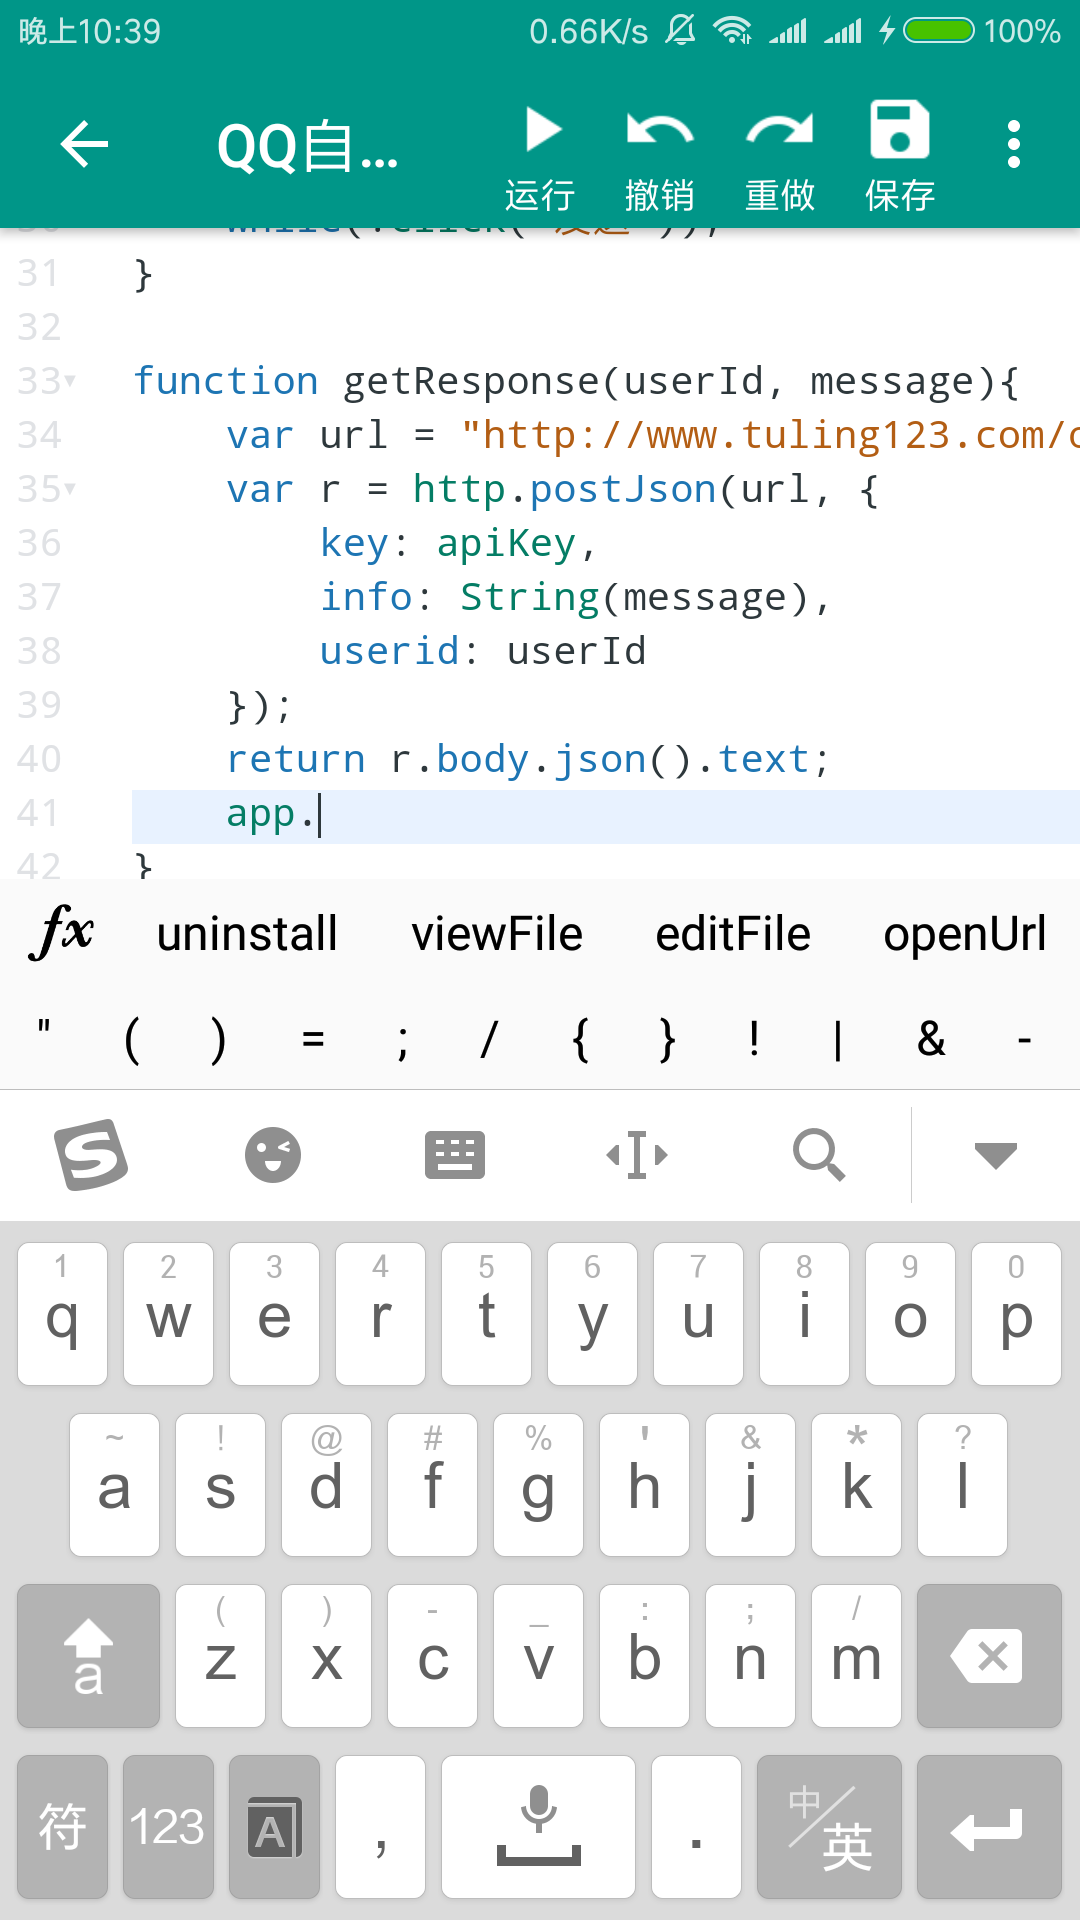 晚上10:39 0.66K/s 100%
QQ自... 运行 撤销 重做 保存
31 }
32
33 function getResponse(userId, message){
34 var url = "http://www.tuling123.com/
35 var r = http.postJson(url, {
36 key: apiKey,
37 info: String(message),
38 userid: userId
39 });
40 return r.body.json().text;
41 app.
42 }
fx uninstall viewFile editFile openUrl
" ( ) = ; / { } ! | & -
1 2 3 4 5 6 7 8 9 0
q w e r t y u i o p
~ ! @ # % ' & * ?
a s d f g h j k l
( ) - _ : ; /
a z x c v b n m
符 123 A , . 中/英